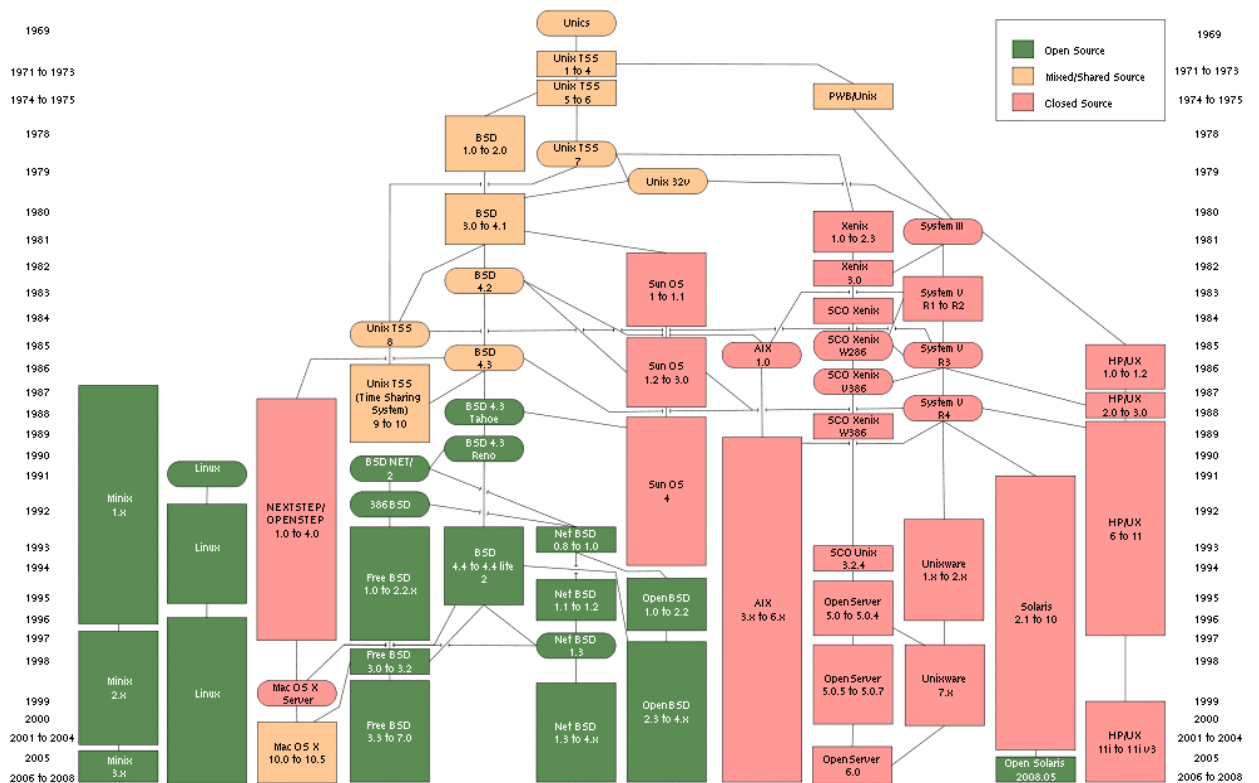 1969
1971 to 1973
1974 to 1975
1978
1979
1980
1981
1982
1983
1984
1985
1986
1987
1988
1989
1990
1991
1992
1993
1994
1995
1996
1997
1998
1999
2000
2001 to 2004
2005
2006 to 2008
Unics
Unix TSS
1 to 4
Unix TSS
5 to 6
PWB/Unix
BSD
1.0 to 2.0
Unix TSS
7
Unix 32v
BSD
3.0 to 4.1
Xenix
1.0 to 2.3
System III
Sun OS
1 to 1.1
Xenix
3.0
BSD
4.2
System V
R1 to R2
SCO Xenix
Unix TSS
8
BSD
4.3
Sun OS
1.2 to 3.0
AIX
1.0
SCO Xenix
W286
System V
R3
HP/UX
1.0 to 1.2
Unix TSS
(Time Sharing
System)
9 to 10
SCO Xenix
V386
HP/UX
2.0 to 3.0
BSD 4.3
Tahoe
System V
R4
SCO Xenix
W386
BSD 4.3
Reno
BSD NET/
2
Linux
Minix
1.x
386BSD
NEXTSTEP/
OPENSTEP
1.0 to 4.0
Sun OS
4
HP/UX
6 to 11
Linux
Net BSD
0.8 to 1.0
BSD
4.4 to 4.4 lite
2
SCO Unix
3.2.4
Unixware
1.x to 2.x
Free BSD
1.0 to 2.2.x
Net BSD
1.1 to 1.2
OpenBSD
1.0 to 2.2
AIX
3.x to 6.x
OpenServer
5.0 to 5.0.4
Solaris
2.1 to 10
Net BSD
1.3
Free BSD
3.0 to 3.2
Minix
2.x
Linux
Mac OS X
Server
OpenBSD
2.3 to 4.x
OpenServer
5.0.5 to 5.0.7
Unixware
7.x
Free BSD
3.3 to 7.0
Net BSD
1.3 to 4.x
Mac OS X
10.0 to 10.5
HP/UX
11i to 11i v3
Minix
3.x
OpenServer
6.0
Open Solaris
2008.05
Open Source
Mixed/Shared Source
Closed Source
1969
1971 to 1973
1974 to 1975
1978
1979
1980
1981
1982
1983
1984
1985
1986
1987
1988
1989
1990
1991
1992
1993
1994
1995
1996
1997
1998
1999
2000
2001 to 2004
2005
2006 to 2008